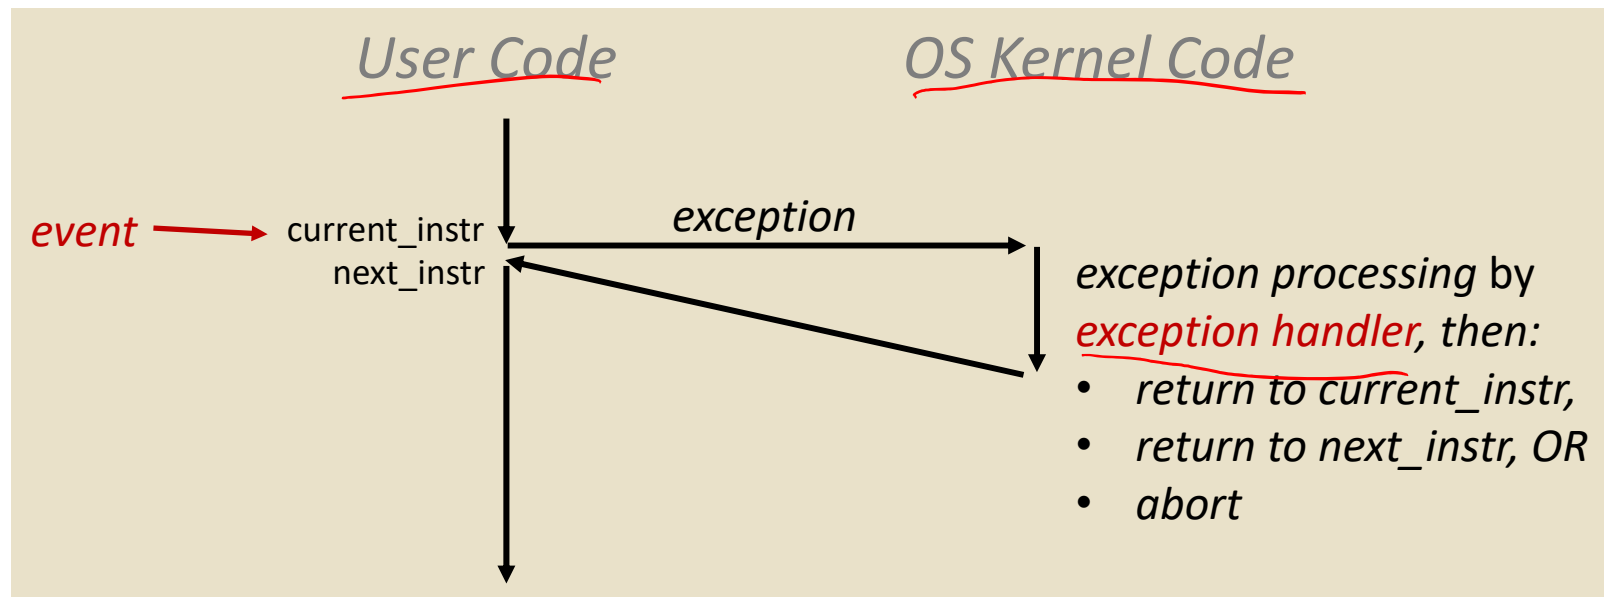 User Code
OS Kernel Code
event
current_instr
exception
next_instr
exception processing by
exception handler, then:
• return to current_instr,
• return to next_instr, OR
• abort